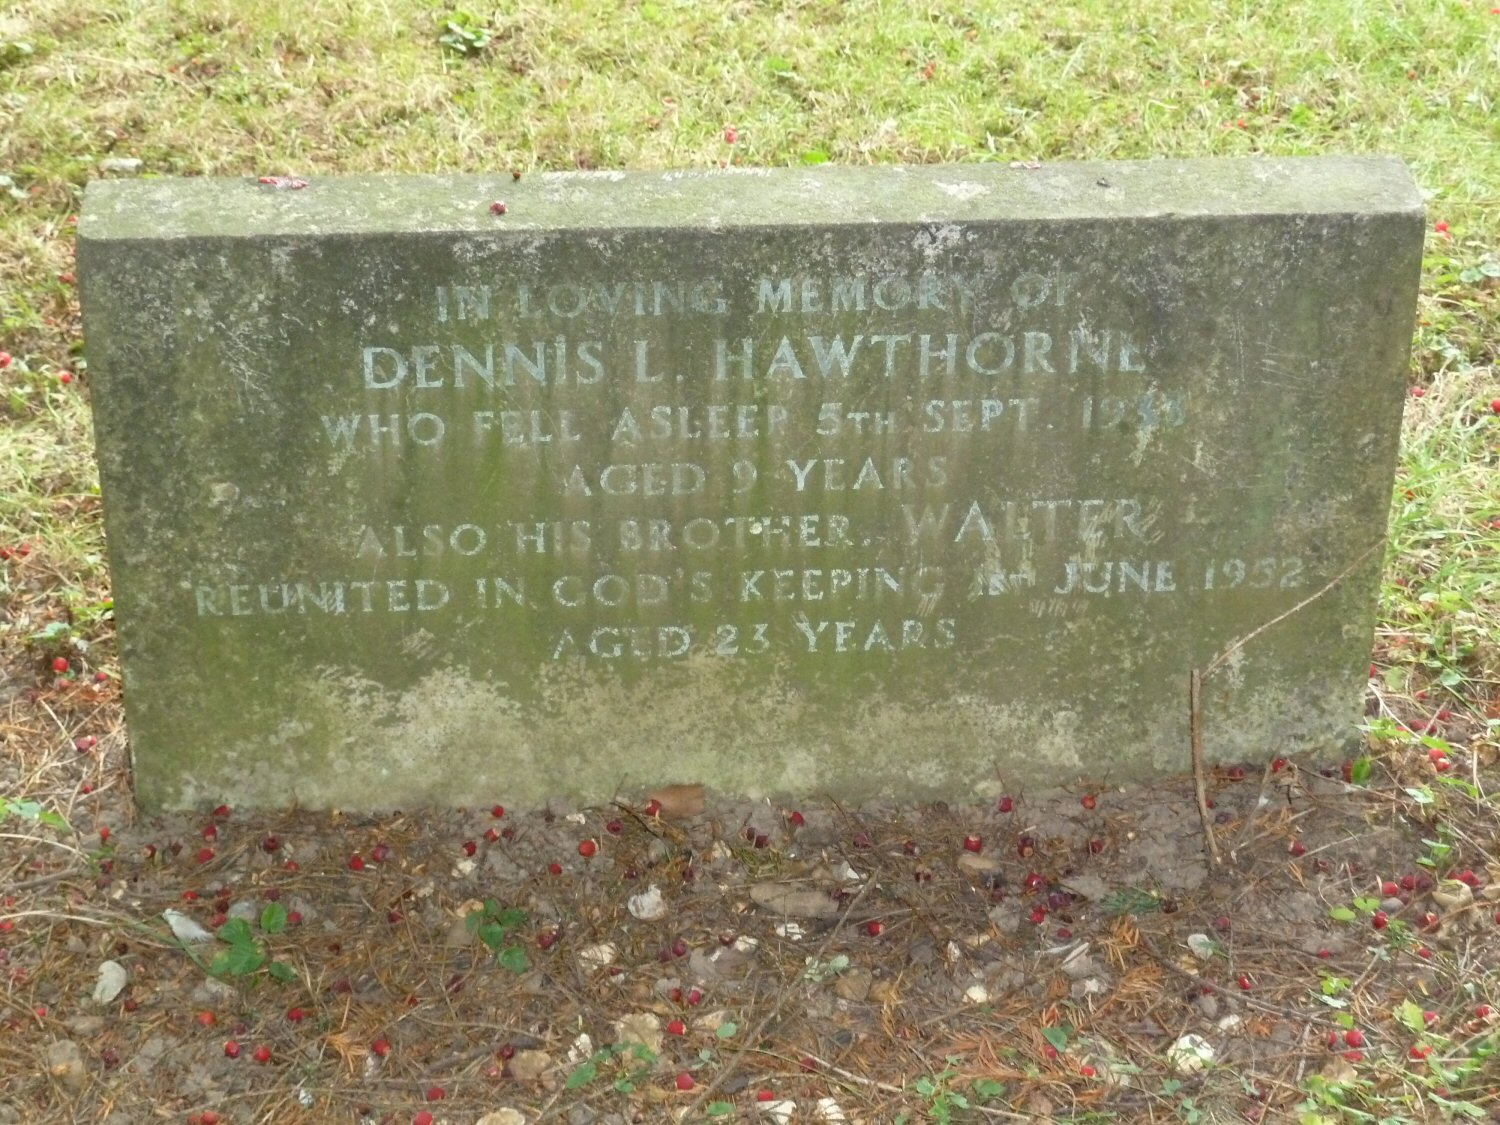 IN LOVING MEMORY OF
DENNIS L. HAWTHORNE
WHO FELL ASLEEP 5TH SEPT.
AGED 9 YEARS
ALSO HIS BROTHER, WALTER
REUNITED IN GOD'S KEEPING JUNE 1952
AGED 23 YEARS